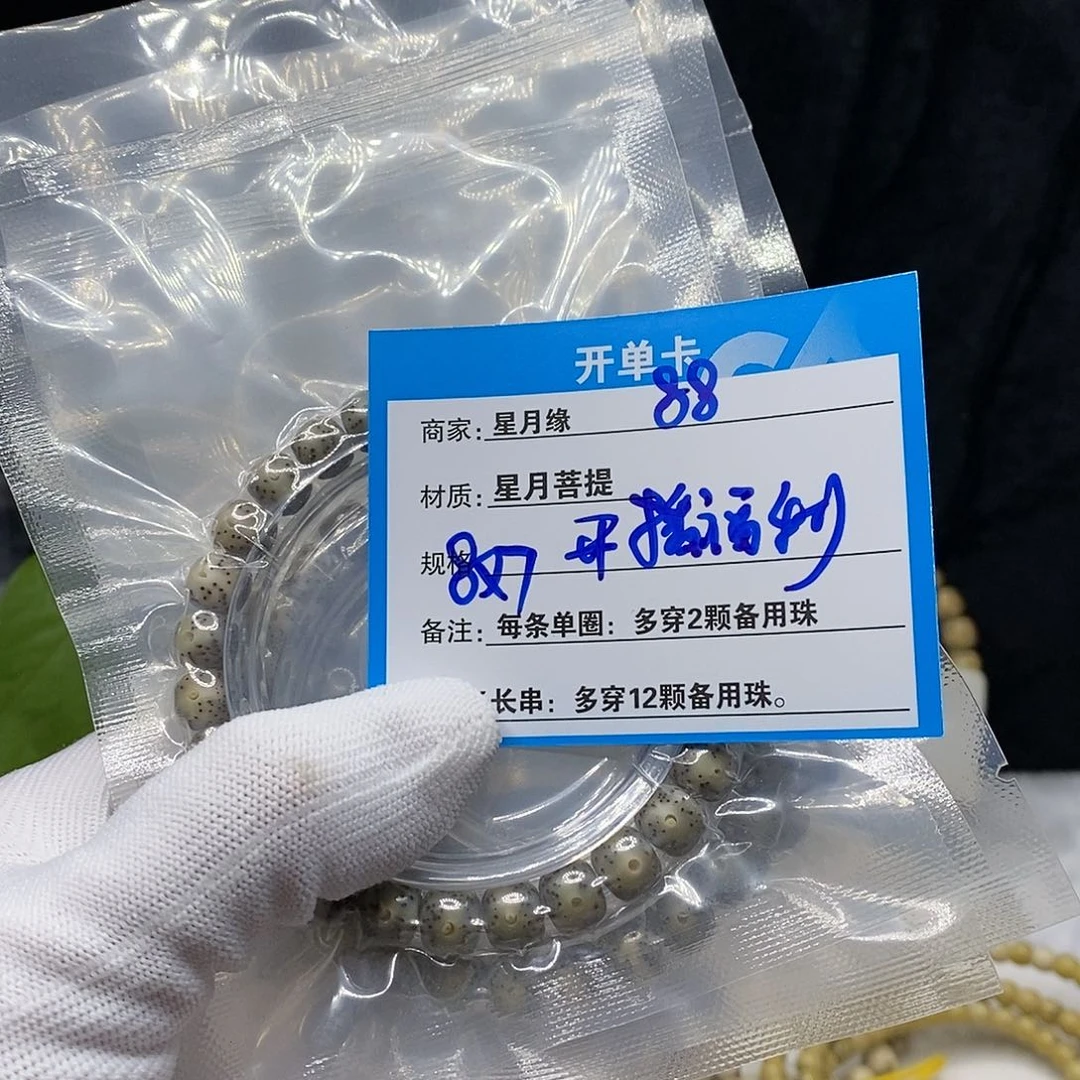 开单卡
88
商家：星月缘
材质：星月菩提
开播福利
规格 8x7
备注：每条单圈：多穿2颗备用珠
长串：多穿12颗备用珠。